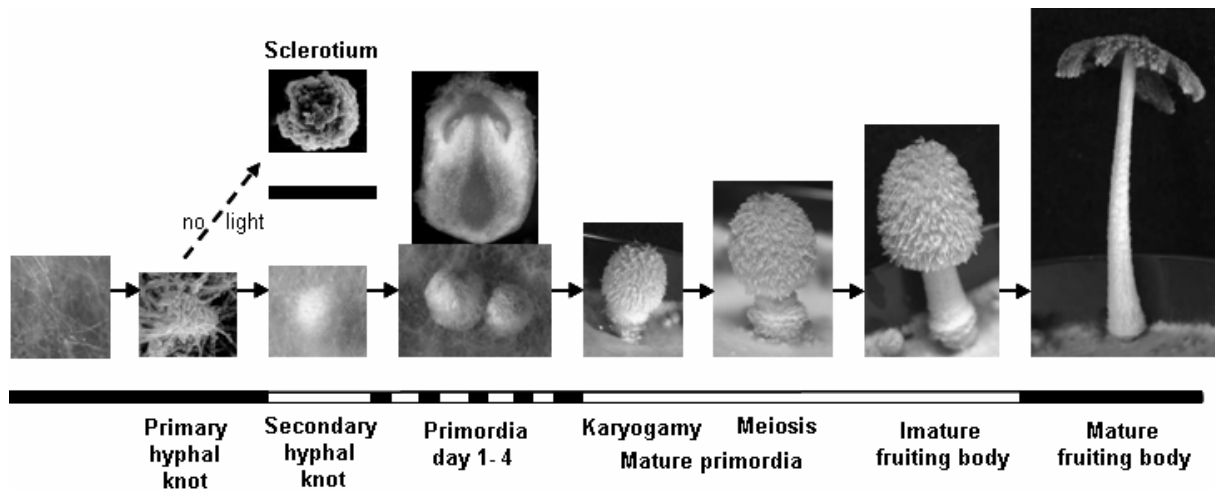 Sclerotium
no light
Primary
hyphal
knot
Secondary
hyphal
knot
Primordia
day 1- 4
Karyogamy
Meiosis
Mature primordia
Imature
fruiting body
Mature
fruiting body